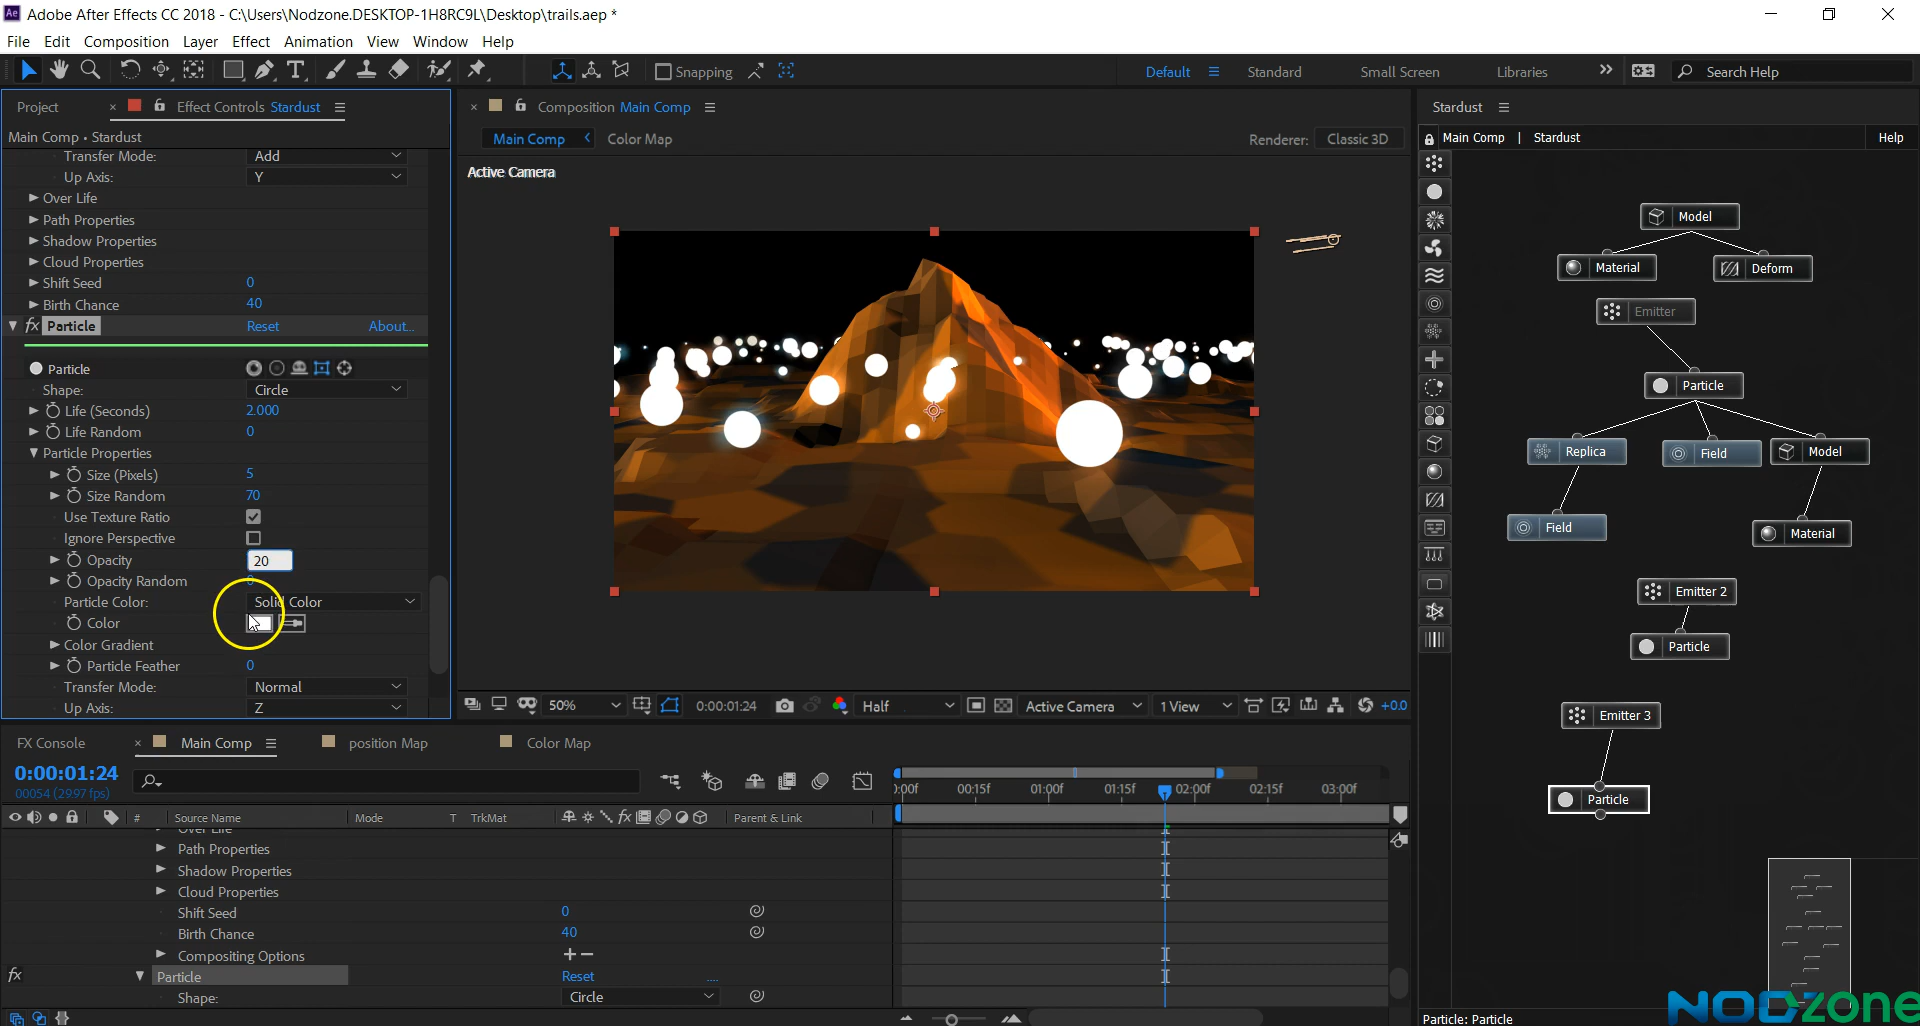 Adobe After Effects CC 2018 - C:\Users\Nodzone.DESKTOP-1H8RC9L\Desktop\trails.aep *
File Edit Composition Layer Effect Animation View Window Help
Snapping
Default Standard Small Screen Libraries Search Help
Project Effect Controls Stardust
Main Comp • Stardust
Transfer Mode: Add
Up Axis: Y
Over Life
Path Properties
Shadow Properties
Cloud Properties
Shift Seed 0
Birth Chance 40
fx Particle Reset About...
Particle
Shape: Circle
Life (Seconds) 2.000
Life Random 0
Particle Properties
Size (Pixels) 5
Size Random 70
Use Texture Ratio
Ignore Perspective
Opacity 20
Opacity Random
Particle Color: Solid Color
Color
Color Gradient
Particle Feather 0
Transfer Mode: Normal
Up Axis: Z
Composition Main Comp
Main Comp Color Map
Renderer: Classic 3D
Active Camera
50% 0:00:01:24 Half Active Camera 1 View +0.0
Stardust
Main Comp | Stardust Help
Model
Material Deform
Emitter
Particle
Replica Field Model
Field Material
Emitter 2
Particle
Emitter 3
Particle
FX Console Main Comp position Map Color Map
0:00:01:24
00054 (29.97 fps)
:00f 00:15f 01:00f 01:15f 02:00f 02:15f 03:00f
# Source Name Mode T TrkMat fx Parent & Link
Over Life
Path Properties
Shadow Properties
Cloud Properties
Shift Seed 0
Birth Chance 40
Compositing Options
fx Particle Reset ....
Shape: Circle
Particle: Particle
NODzone